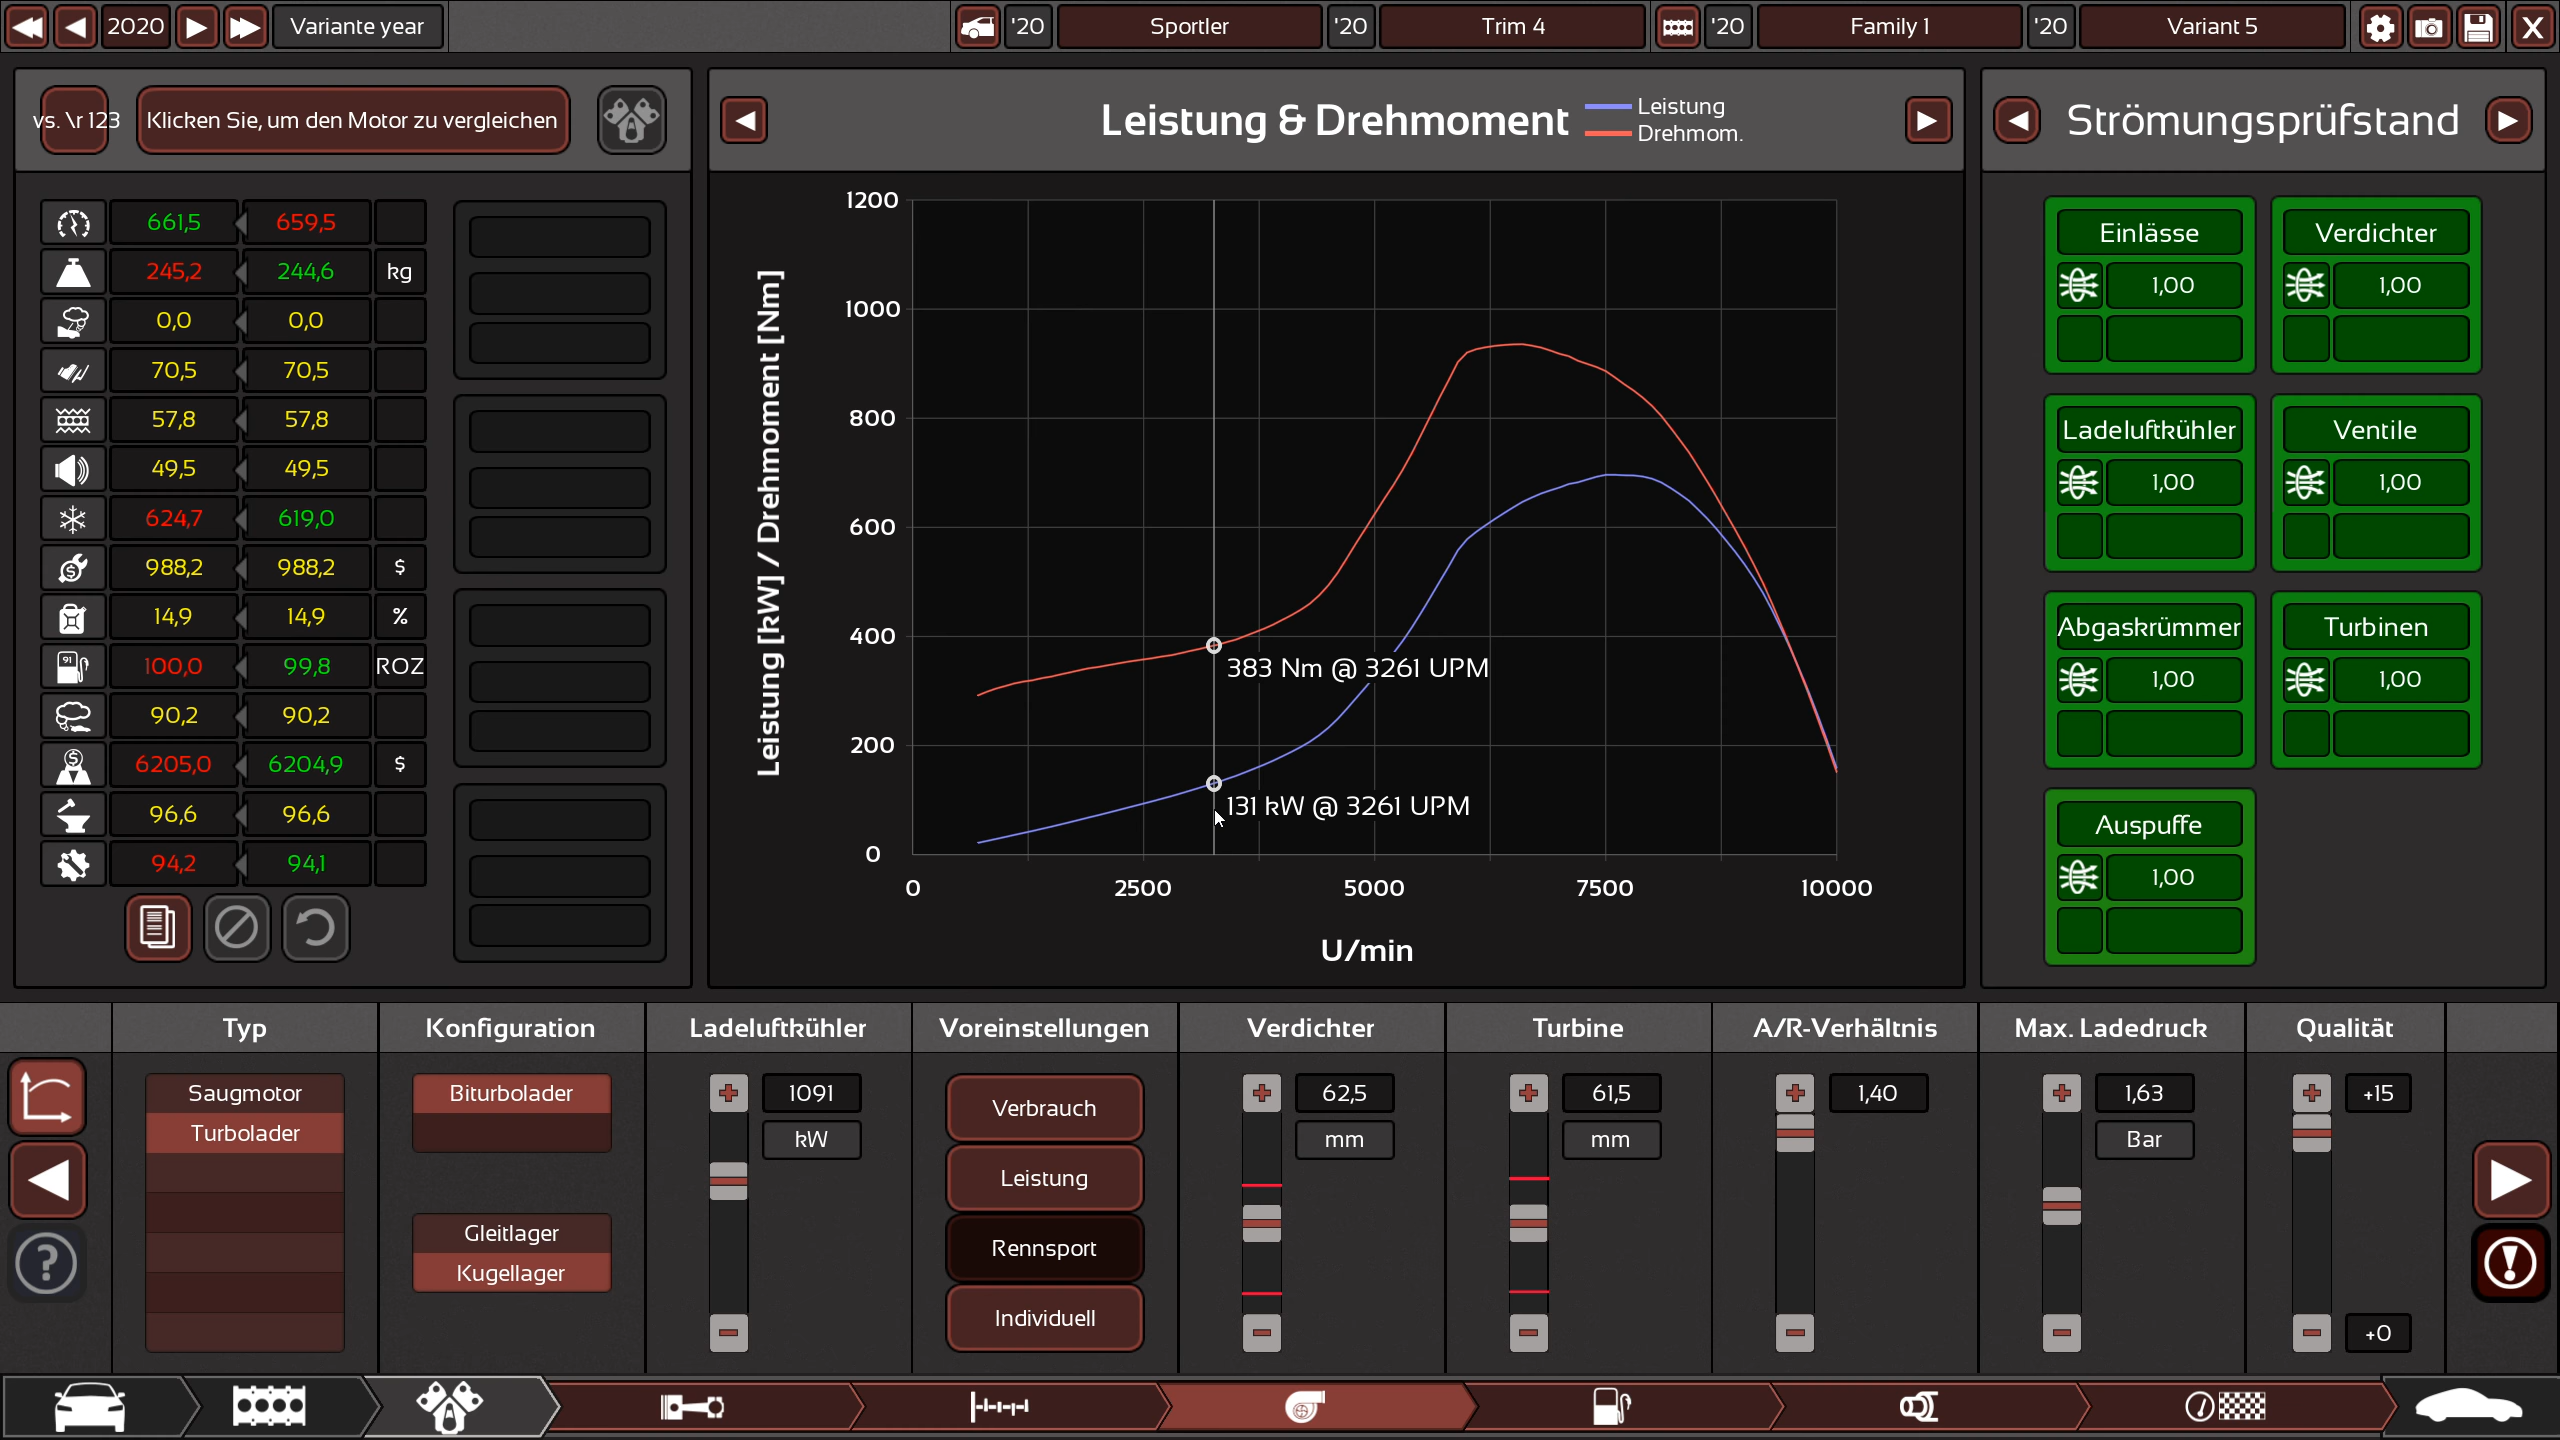 2020
Variante year
'20
Sportler
'20
Trim 4
'20
Family 1
'20
Variant 5
X
vs. \r 123
Klicken Sie, um den Motor zu vergleichen
661,5 659,5
245,2 244,6 kg
0,0 0,0
70,5 70,5
57,8 57,8
49,5 49,5
624,7 619,0
988,2 988,2 $
14,9 14,9 %
91 100,0 99,8 ROZ
90,2 90,2
6205,0 6204,9 $
96,6 96,6
94,2 94,1
Leistung & Drehmoment
Leistung
Drehmom.
Leistung [kW] / Drehmoment [Nm]
1200
1000
800
600
400
200
0
383 Nm @ 3261 UPM
131 kW @ 3261 UPM
0 2500 5000 7500 10000
U/min
Strömungsprüfstand
Einlässe
1,00
Verdichter
1,00
Ladeluftkühler
1,00
Ventile
1,00
Abgaskrümmer
1,00
Turbinen
1,00
Auspuffe
1,00
Typ
Saugmotor
Turbolader
Konfiguration
Biturbolader
Gleitlager
Kugellager
Ladeluftkühler
1091
kW
Voreinstellungen
Verbrauch
Leistung
Rennsport
Individuell
Verdichter
62,5
mm
Turbine
61,5
mm
A/R-Verhältnis
1,40
Max. Ladedruck
1,63
Bar
Qualität
+15
+0